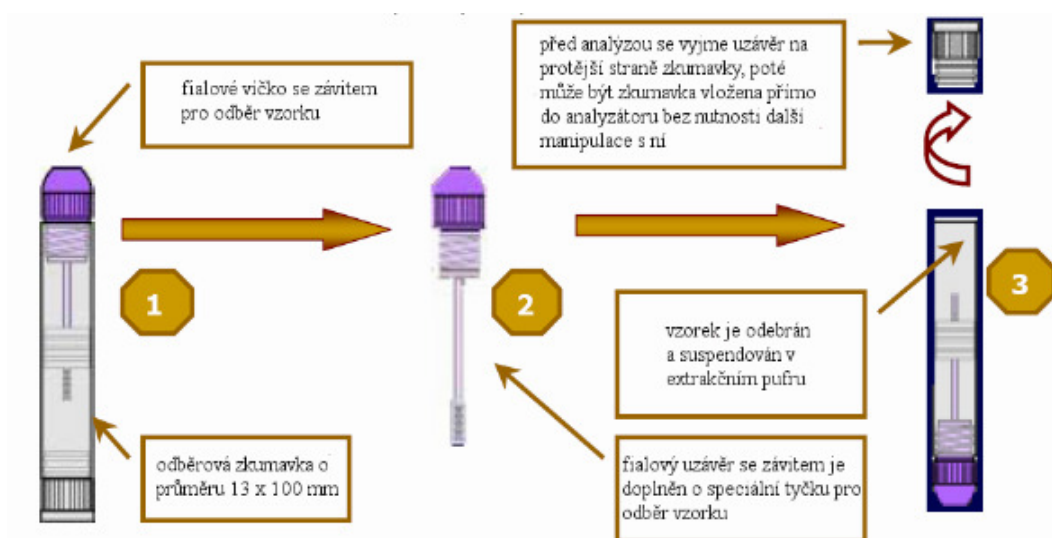 fialové víčko se závitem
pro odběr vzorku
před analýzou se vyjme uzávěr na
protější straně zkumavky, poté
může být zkumavka vložena přímo
do analyzátoru bez nutnosti další
manipulace s ní
1
2
3
vzorek je odebrán
a suspendován v
extrakčním pufru
odběrová zkumavka o
průměru 13 x 100 mm
fialový uzávěr se závitem je
doplněn o speciální tyčku pro
odběr vzorku